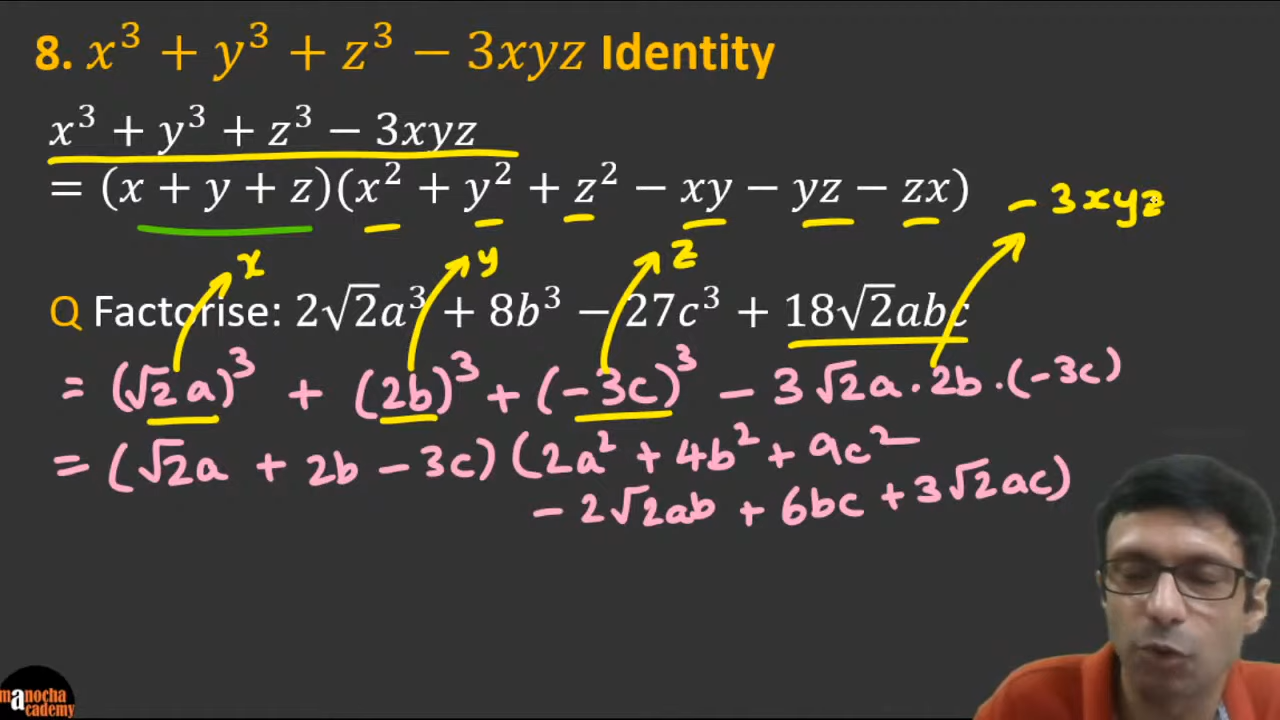 8. x³ + y³ + z³ − 3xyz Identity
x³ + y³ + z³ − 3xyz
= (x + y + z)(x² + y² + z² − xy − yz − zx)
− 3xyz
x y z
Q Factorise: 2√2a³ + 8b³ − 27c³ + 18√2abc
= (√2a)³ + (2b)³ + (−3c)³ − 3√2a · 2b · (−3c)
= (√2a + 2b − 3c) (2a² + 4b² + 9c²
− 2√2ab + 6bc + 3√2ac)
manocha
academy